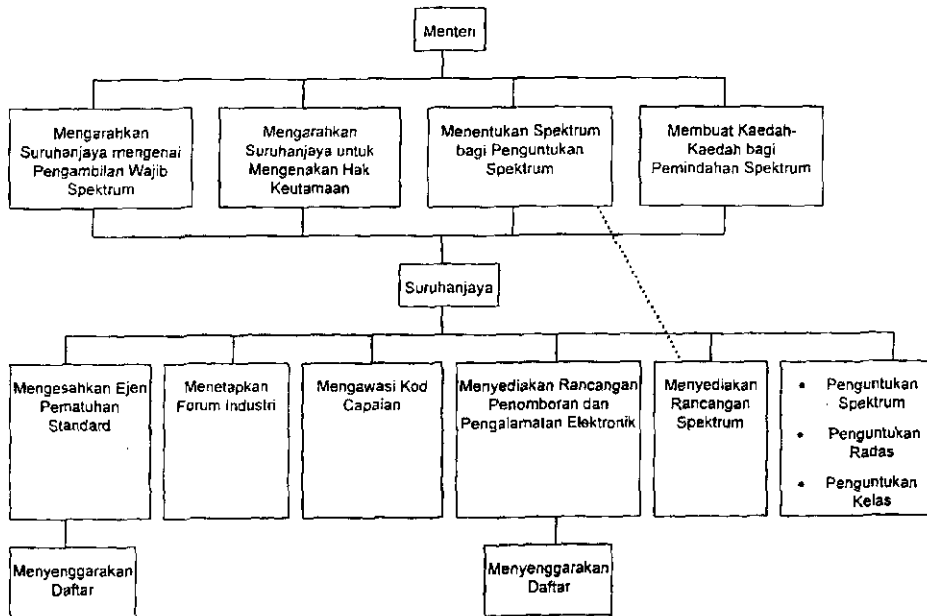 Menteri
Mengarahkan
Suruhanjaya mengenai
Pengambilan Wajib
Spektrum
Mengarahkan
Suruhanjaya untuk
Mengenakan Hak
Keutamaan
Menentukan Spektrum
bagi Penguntukan
Spektrum
Membuat Kaedah-
Kaedah bagi
Pemindahan Spektrum
Suruhanjaya
Mengesahkan Ejen
Pematuhan
Standard
Menetapkan
Forum Industri
Mengawasi Kod
Capaian
Menyediakan Rancangan
Penomboran dan
Pengalamatan Elektronik
Menyediakan
Rancangan
Spektrum
• Penguntukan
Spektrum
• Penguntukan
Radas
• Penguntukan
Kelas
Menyenggarakan
Daftar
Menyenggarakan
Daftar